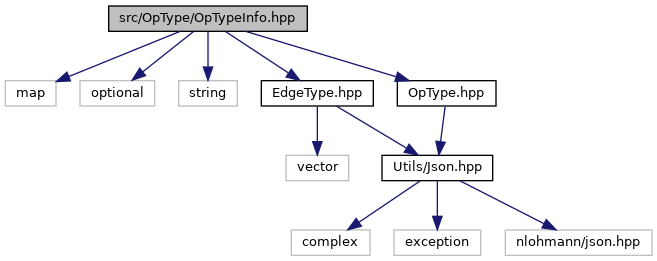 src/OpType/OpTypeInfo.hpp
map
optional
string
EdgeType.hpp
OpType.hpp
vector
Utils/Json.hpp
complex
exception
nlohmann/json.hpp